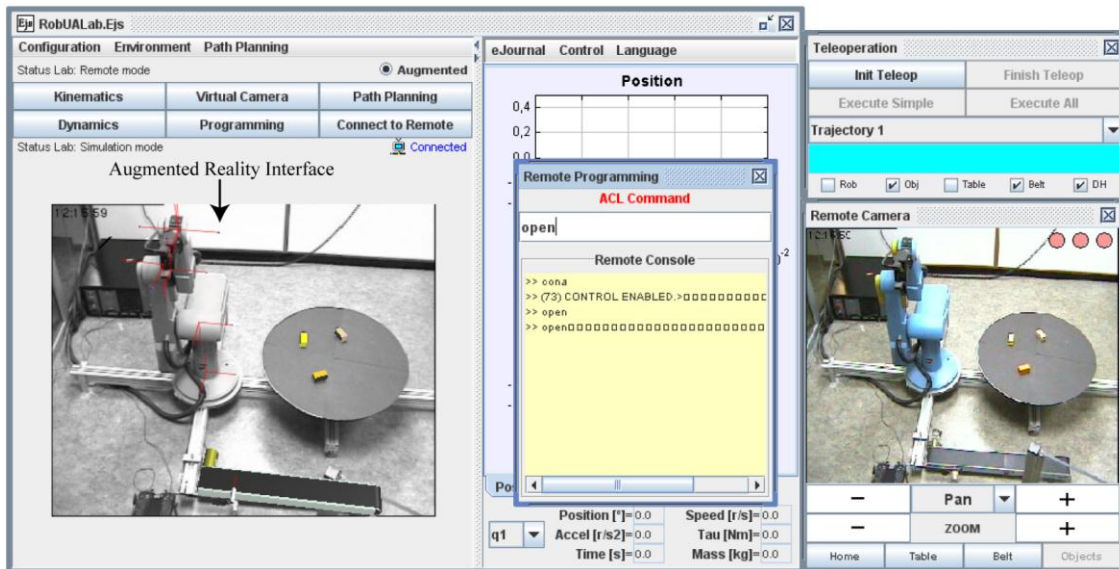 RobUALab.Ejs
Configuration Environment Path Planning
Status Lab: Remote mode
Augmented
Kinematics Virtual Camera Path Planning
Dynamics Programming Connect to Remote
Status Lab: Simulation mode
Connected
Augmented Reality Interface
eJournal Control Language
Position
0,4
0,2
0,0
Remote Programming
ACL Command
open
Remote Console
>> cona
>> (73) CONTROL ENABLED.>
>> open
>> open
-2
q1
Position [°]= 0.0 Speed [r/s]= 0.0
Accel [r/s2]= 0.0 Tau [Nm]= 0.0
Time [s]= 0.0 Mass [kg]= 0.0
Teleoperation
Init Teleop Finish Teleop
Execute Simple Execute All
Trajectory 1
Rob Obj Table Belt DH
Remote Camera
− Pan +
− ZOOM +
Home Table Belt Objects